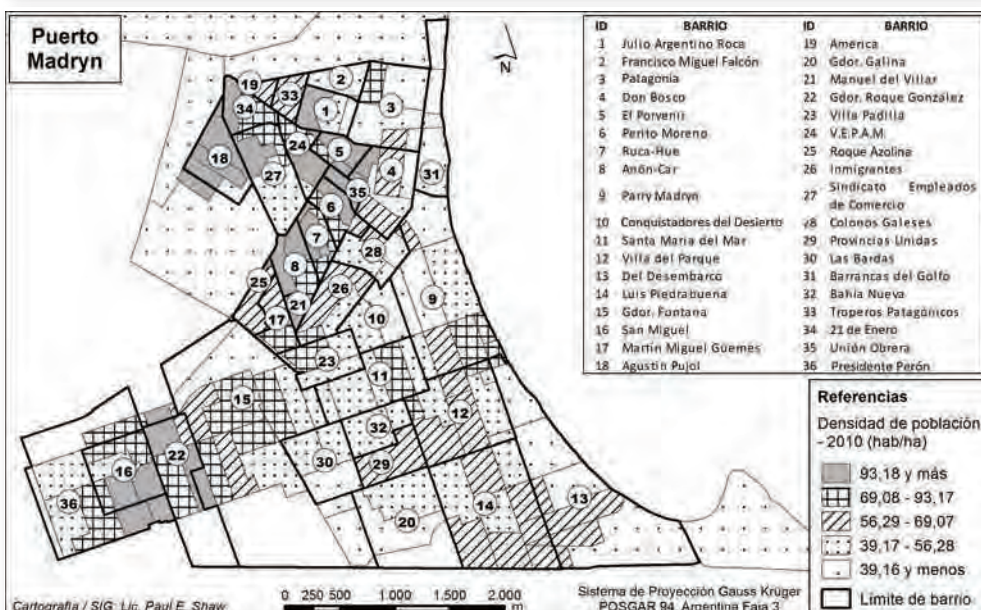 Puerto
Madryn
N
ID BARRIO ID BARRIO
1 Julio Argentino Roca 19 América
2 Francisco Miguel Falcón 20 Gdor. Galina
3 Patagonia 21 Manuel del Villar
4 Don Bosco 22 Gdor. Roque González
5 El Porvenir 23 Villa Padilla
6 Perito Moreno 24 V.E.P.A.M.
7 Ruca-Hue 25 Roque Azolina
8 Anón-Car 26 Inmigrantes
9 Parry Madryn 27 Sindicato Empleados
de Comercio
10 Conquistadores del Desierto 28 Colonos Galeses
11 Santa María del Mar 29 Provincias Unidas
12 Villa del Parque 30 Las Bardas
13 Del Desembarco 31 Barrancas del Golfo
14 Luis Piedrabuena 32 Bahía Nueva
15 Gdor. Fontana 33 Troperos Patagónicos
16 San Miguel 34 21 de Enero
17 Martín Miguel Güemes 35 Unión Obrera
18 Agustín Pujol 36 Presidente Perón
19
33
2
34
1
3
24
5
18
27
4
31
35
6
7
28
8
25
26
9
21
17
10
23
11
15
12
32
22
16
30
29
36
14
13
20
Referencias
Densidad de población
- 2010 (hab/ha)
93,18 y más
69,08 - 93,17
56,29 - 69,07
39,17 - 56,28
39,16 y menos
Límite de barrio
Cartografía / SIG: Lic. Paul E. Shaw
0 250 500 1.000 1.500 2.000
m
Sistema de Proyección Gauss Krüger
POSGAR 94, Argentina Faja 3